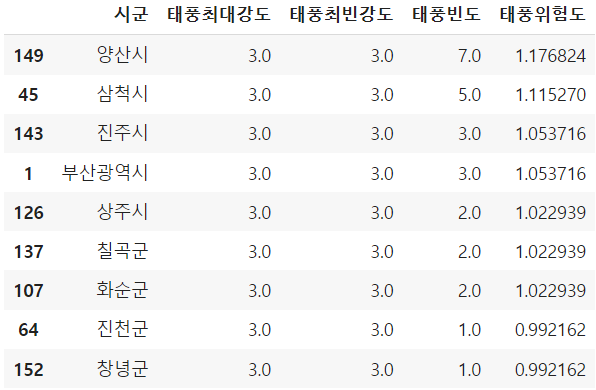 시군 태풍최대강도 태풍최빈강도 태풍빈도 태풍위험도
149 양산시 3.0 3.0 7.0 1.176824
45 삼척시 3.0 3.0 5.0 1.115270
143 진주시 3.0 3.0 3.0 1.053716
1 부산광역시 3.0 3.0 3.0 1.053716
126 상주시 3.0 3.0 2.0 1.022939
137 칠곡군 3.0 3.0 2.0 1.022939
107 화순군 3.0 3.0 2.0 1.022939
64 진천군 3.0 3.0 1.0 0.992162
152 창녕군 3.0 3.0 1.0 0.992162